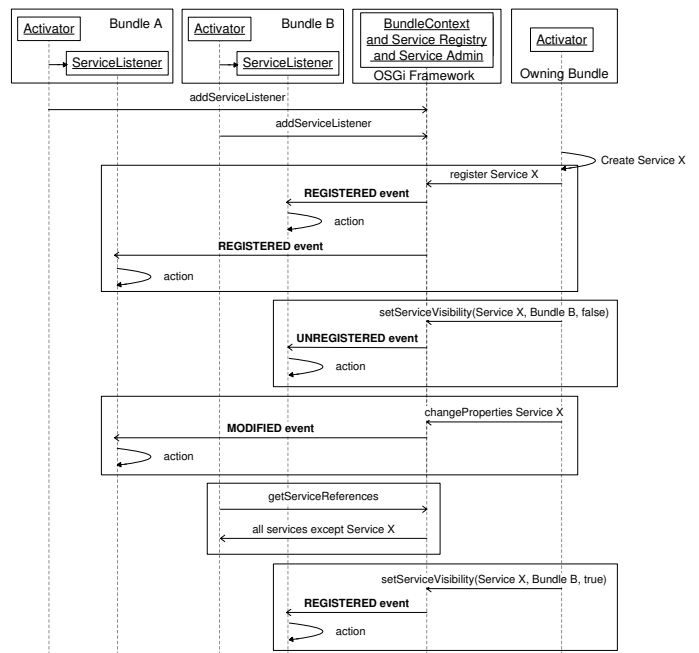 Bundle A
Activator
ServiceListener
Bundle B
Activator
ServiceListener
BundleContext
and Service Registry
and Service Admin
OSGi Framework
Activator
Owning Bundle
addServiceListener
addServiceListener
Create Service X
register Service X
REGISTERED event
action
REGISTERED event
action
setServiceVisibility(Service X, Bundle B, false)
UNREGISTERED event
action
changeProperties Service X
MODIFIED event
action
getServiceReferences
all services except Service X
setServiceVisibility(Service X, Bundle B, true)
REGISTERED event
action